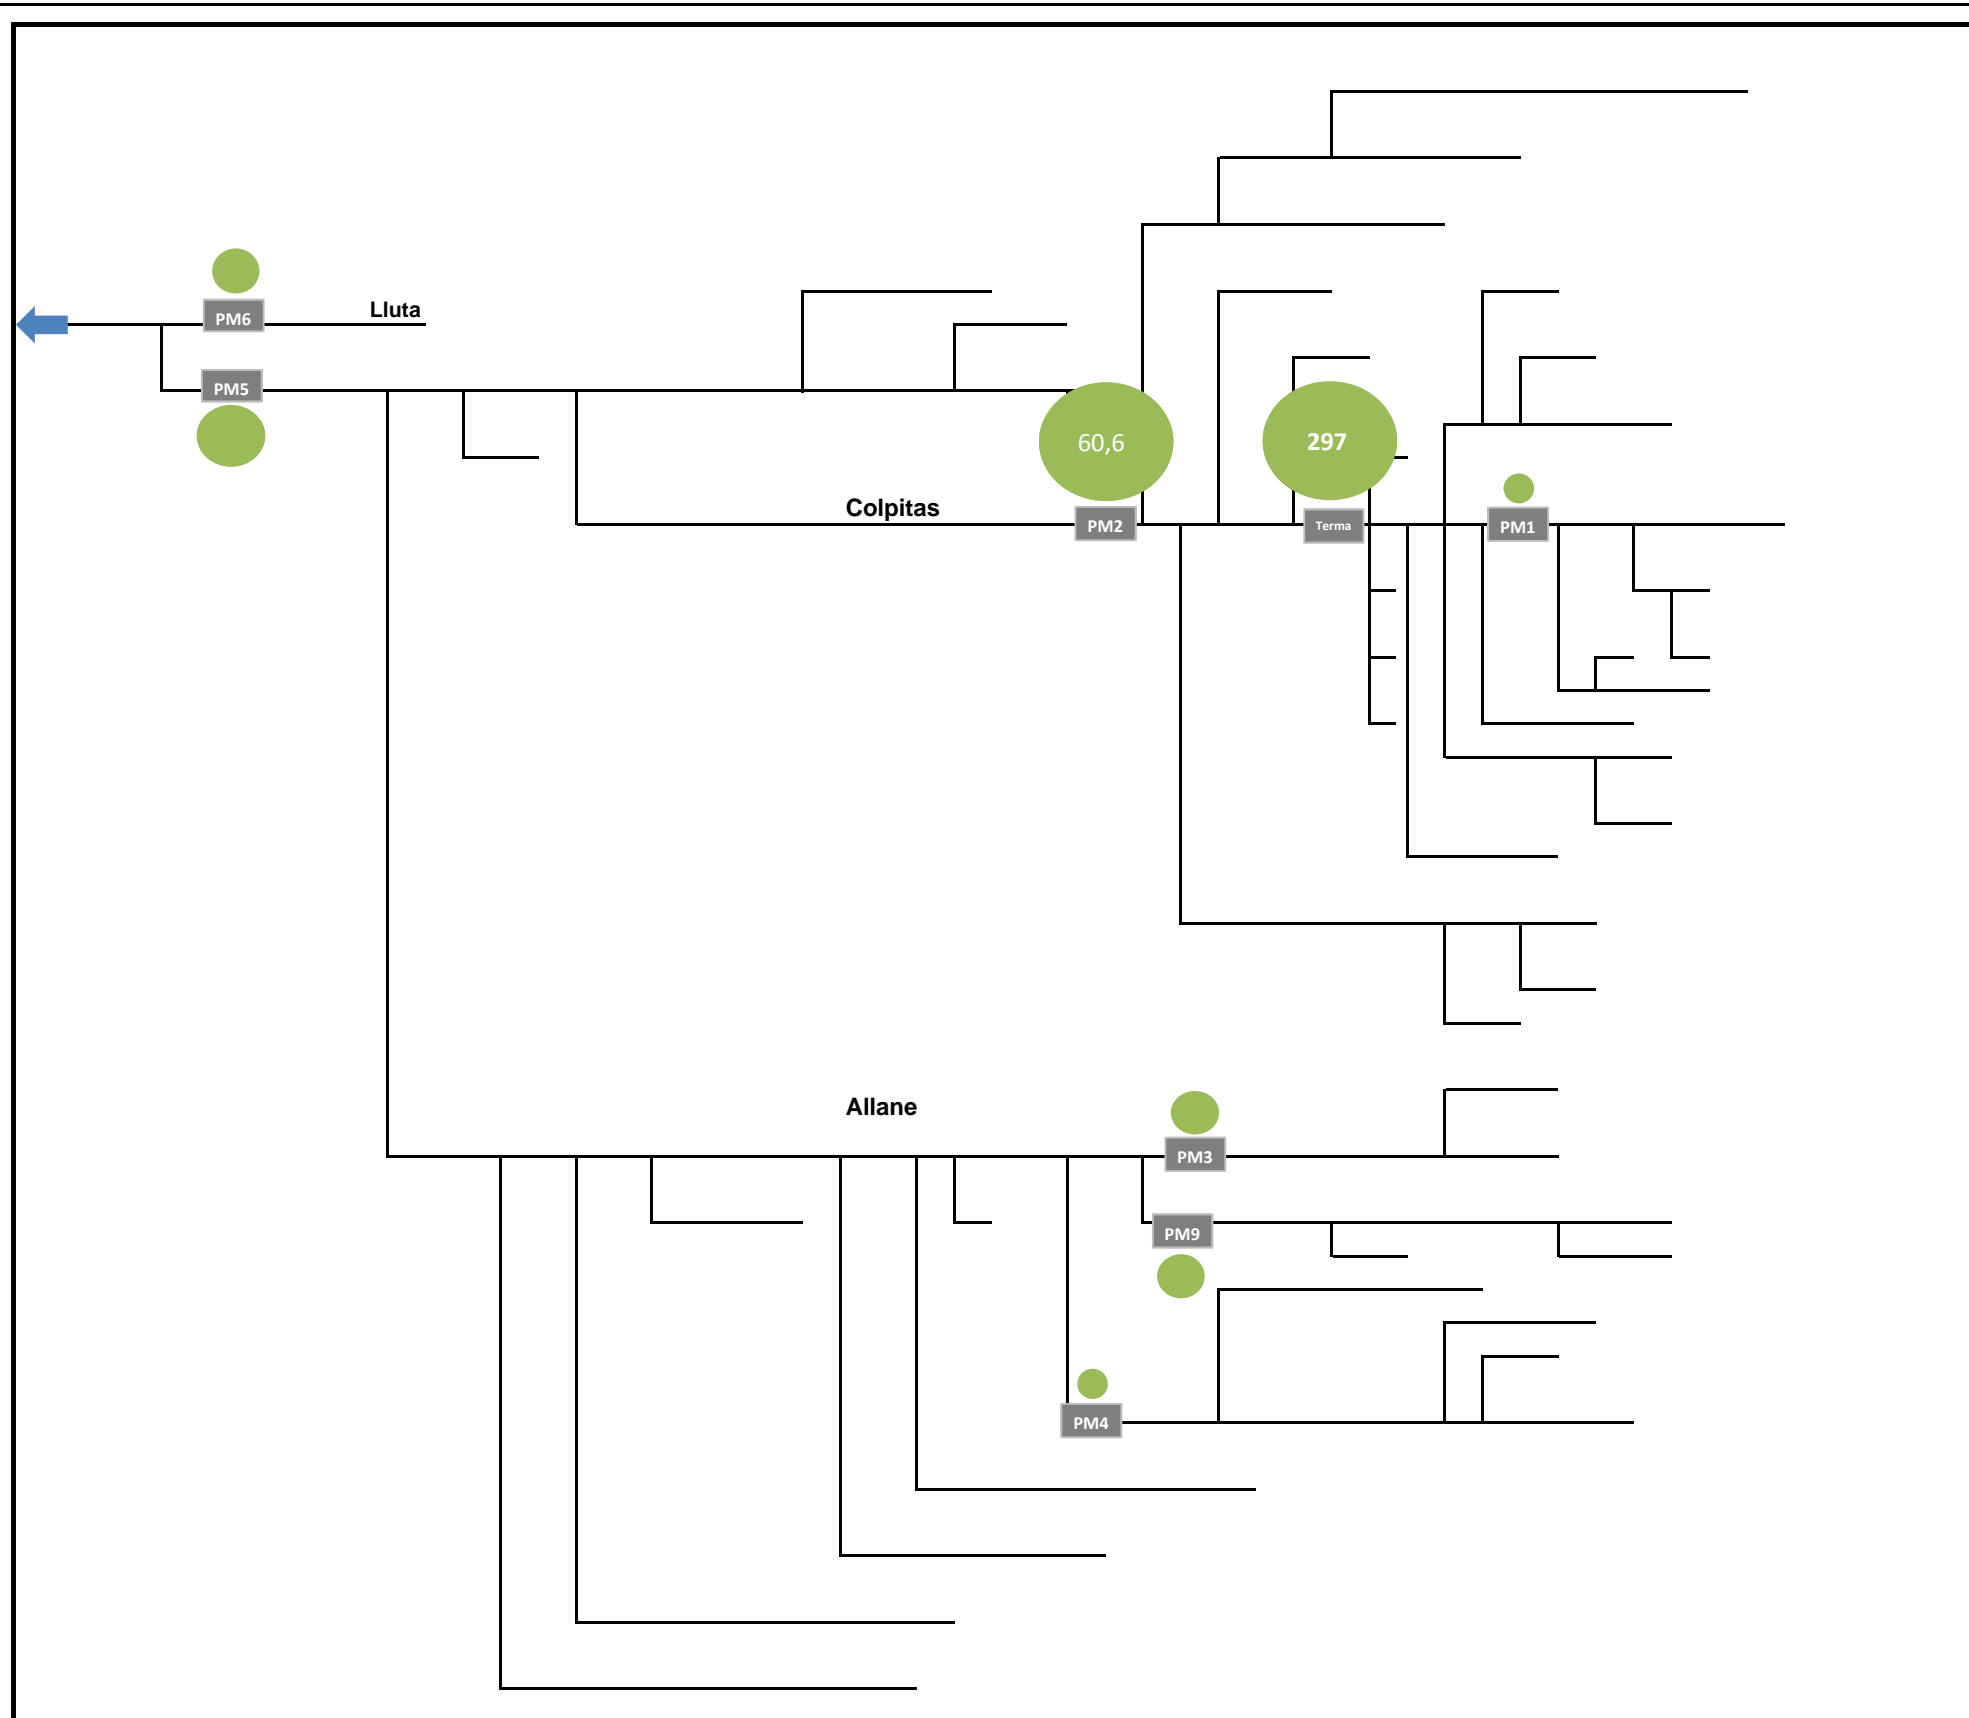 Lluta
PM6
PM5
60,6
297
Colpitas
PM2
Terma
PM1
Allane
PM3
PM9
PM4